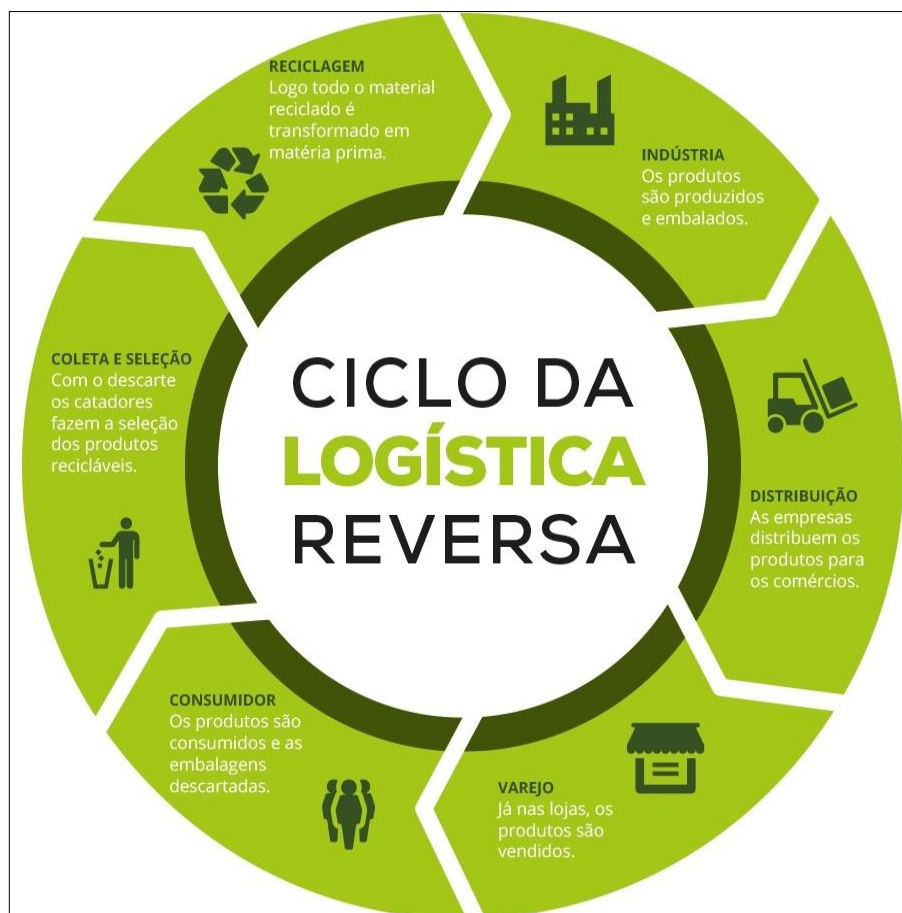 CICLO DA
LOGÍSTICA
REVERSA
INDÚSTRIA
Os produtos
são produzidos
e embalados.
DISTRIBUIÇÃO
As empresas
distribuem os
produtos para
os comércios.
VAREJO
Já nas lojas, os
produtos são
vendidos.
CONSUMIDOR
Os produtos são
consumidos e as
embalagens
descartadas.
COLETA E SELEÇÃO
Com o descarte
os catadores
fazem a seleção
dos produtos
recicláveis.
RECICLAGEM
Logo todo o material
reciclado é
transformado em
matéria prima.